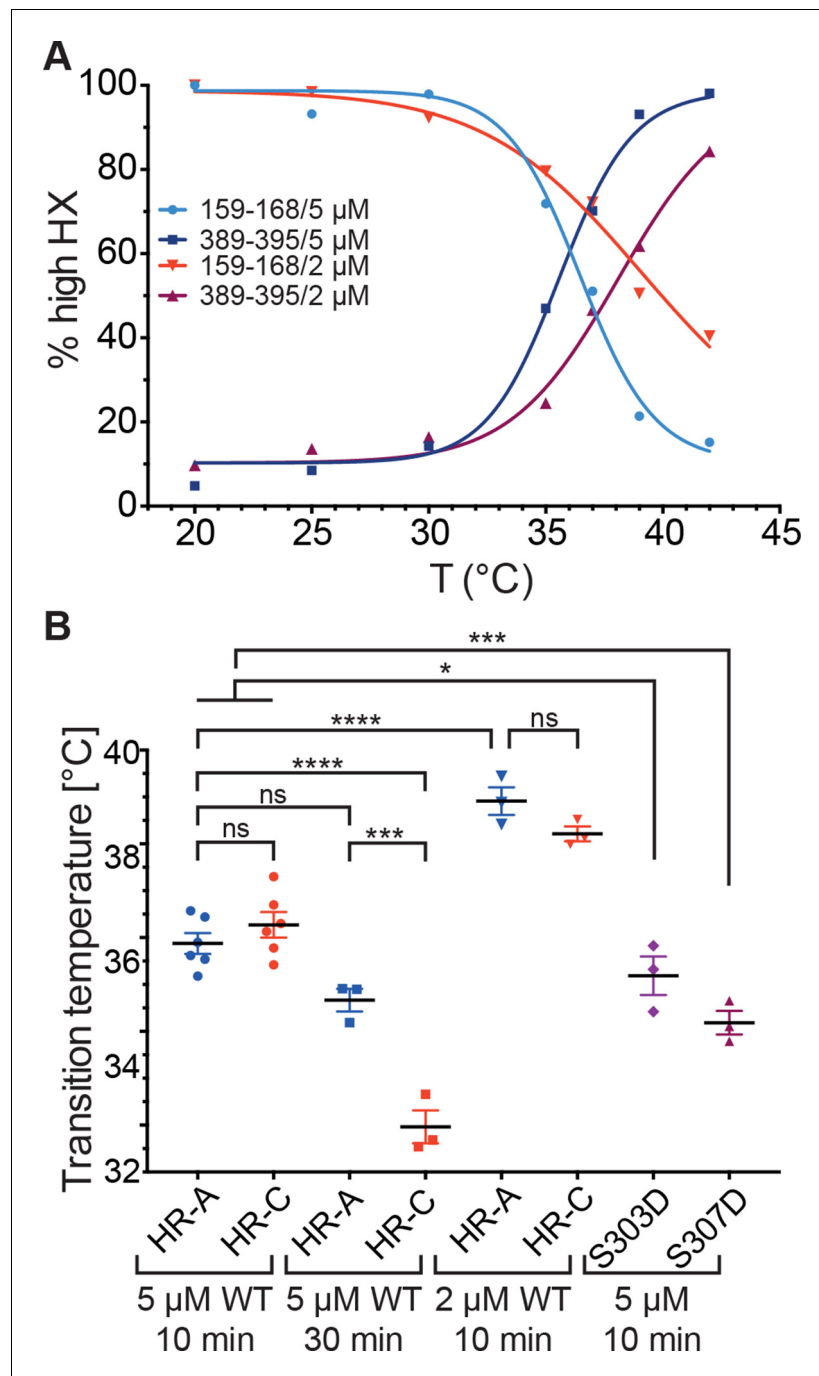 A
100
80
60
40
20
0
% high HX
159-168/5 µM
389-395/5 µM
159-168/2 µM
389-395/2 µM
20 25 30 35 40 45
T (°C)
B
***
*
**** ns
****
ns
ns ***
40
38
36
34
32
Transition temperature [°C]
HR-A HR-C HR-A HR-C HR-A HR-C S303D S307D
5 µM WT 5 µM WT 2 µM WT 5 µM
10 min 30 min 10 min 10 min